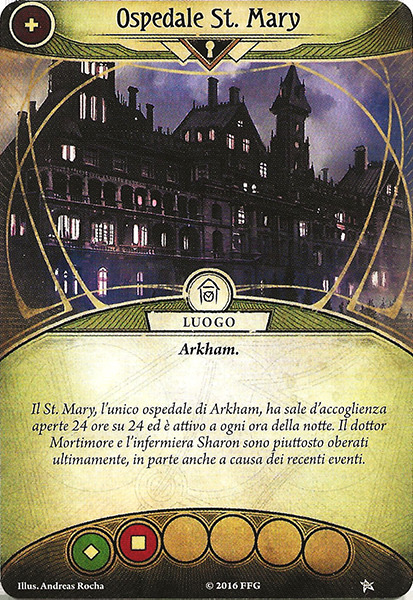 Ospedale St. Mary
LUOGO
Arkham.
Il St. Mary, l'unico ospedale di Arkham, ha sale d'accoglienza
aperte 24 ore su 24 ed è attivo a ogni ora della notte. Il dottor
Mortimore e l'infermiera Sharon sono piuttosto oberati
ultimamente, in parte anche a causa dei recenti eventi.
Illus. Andreas Rocha
© 2016 FFG